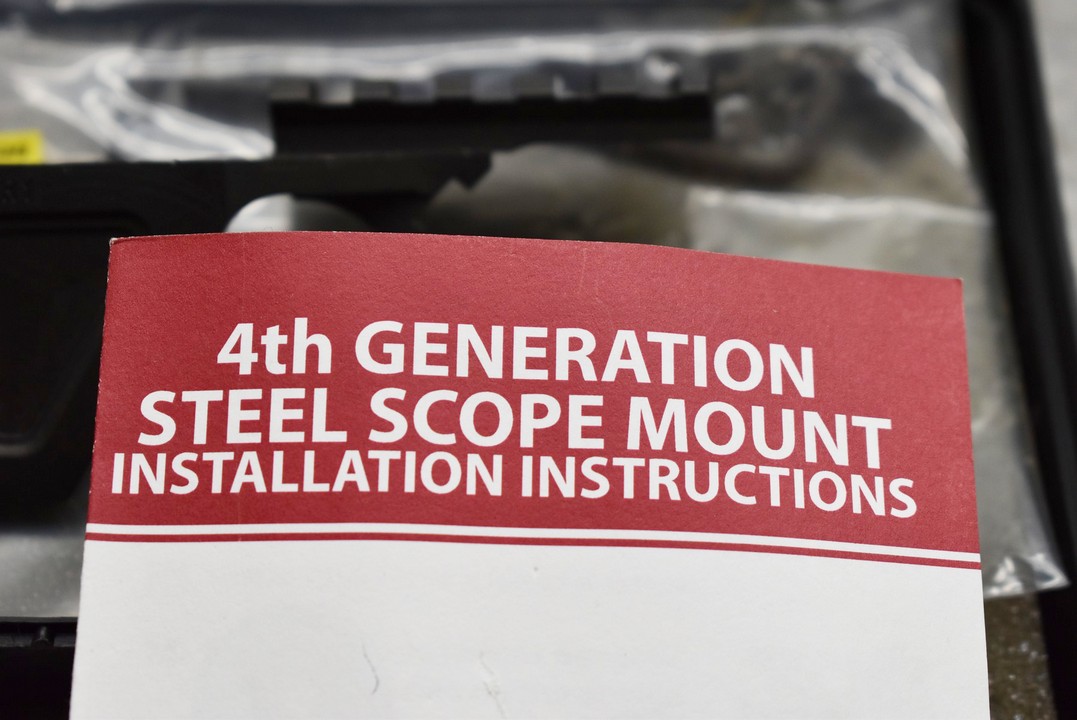 4th GENERATION
STEEL SCOPE MOUNT
INSTALLATION INSTRUCTIONS